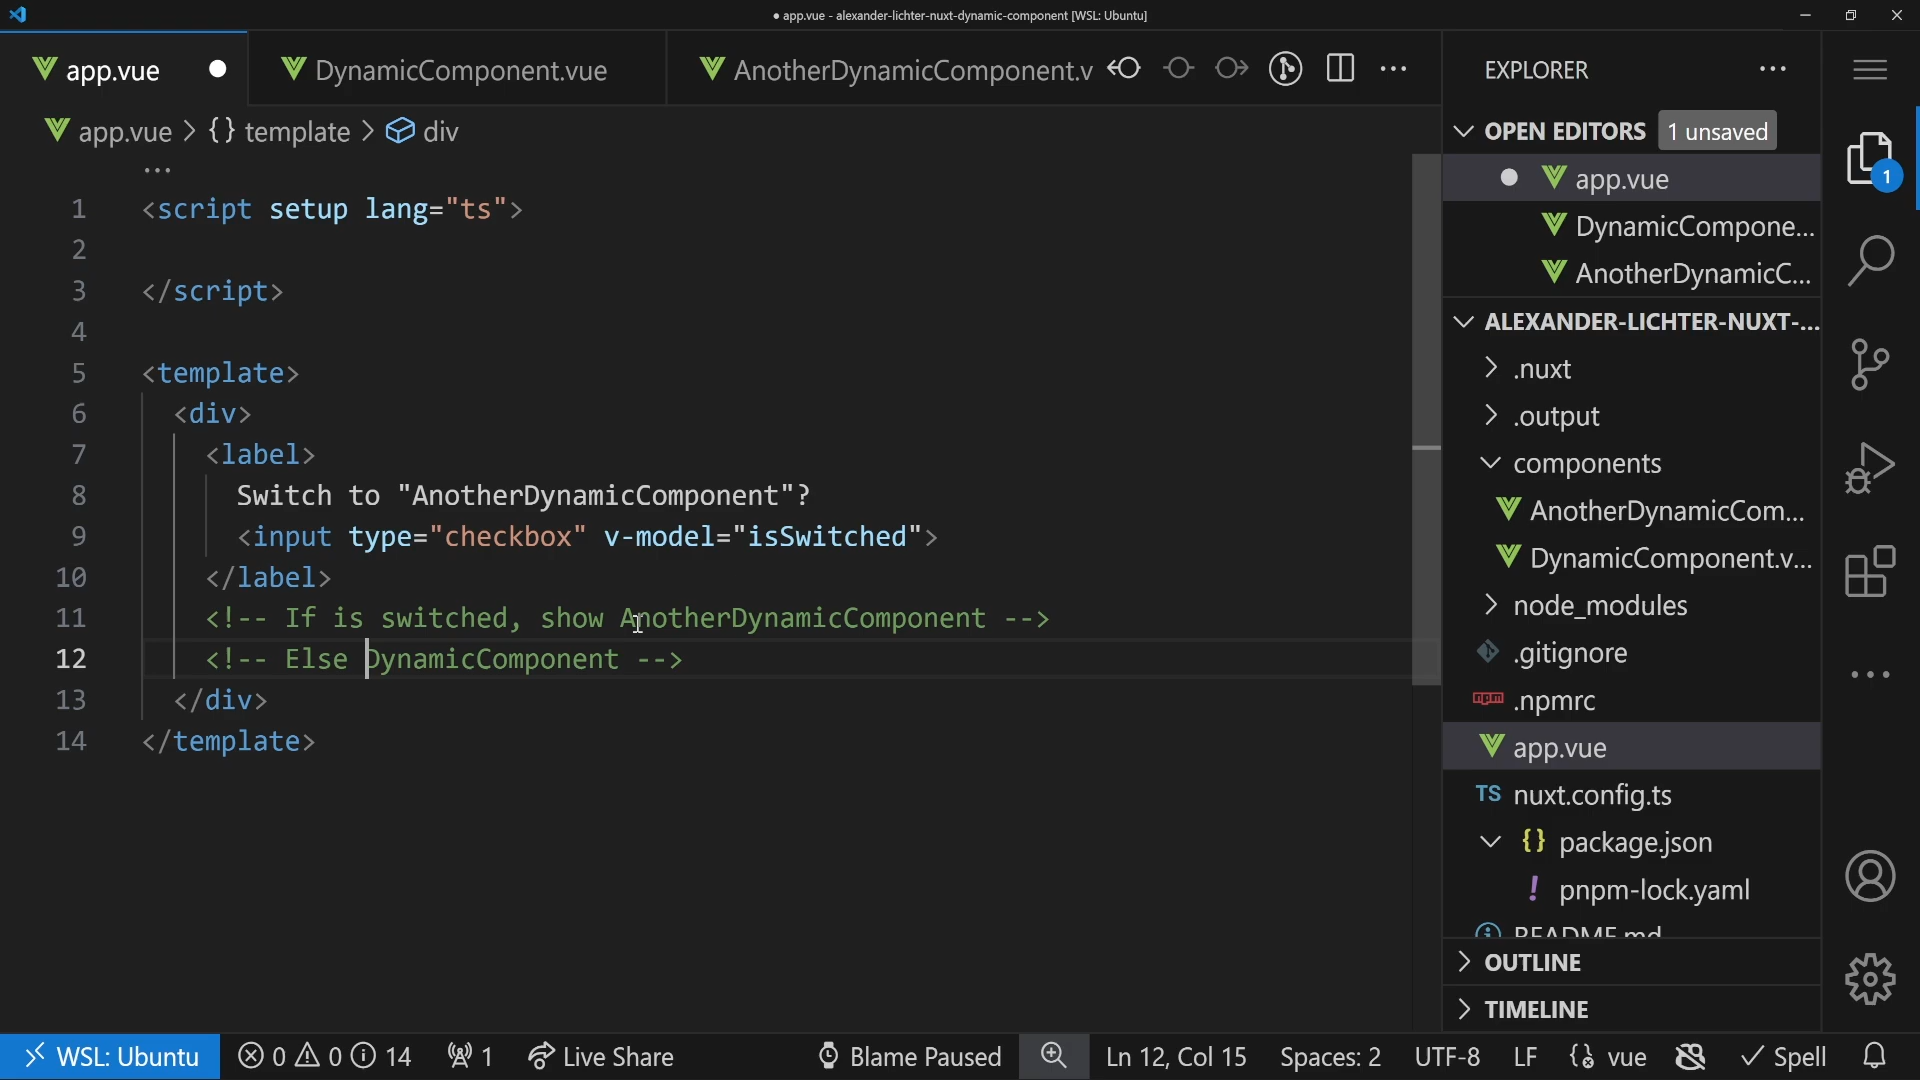 ● app.vue - alexander-lichter-nuxt-dynamic-component [WSL: Ubuntu]
app.vue
DynamicComponent.vue
AnotherDynamicComponent.v
app.vue > {} template > div
...
1 <script setup lang="ts">
2
3 </script>
4
5 <template>
6 <div>
7 <label>
8 Switch to "AnotherDynamicComponent"?
9 <input type="checkbox" v-model="isSwitched">
10 </label>
11 <!-- If is switched, show AnotherDynamicComponent -->
12 <!-- Else DynamicComponent -->
13 </div>
14 </template>
EXPLORER
OPEN EDITORS 1 unsaved
app.vue
DynamicCompone...
AnotherDynamicC...
ALEXANDER-LICHTER-NUXT-...
.nuxt
.output
components
AnotherDynamicCom...
DynamicComponent.v...
node_modules
.gitignore
npm .npmrc
app.vue
TS nuxt.config.ts
{} package.json
! pnpm-lock.yaml
README.md
OUTLINE
TIMELINE
1
WSL: Ubuntu 0 0 14 1 Live Share Blame Paused Ln 12, Col 15 Spaces: 2 UTF-8 LF vue Spell